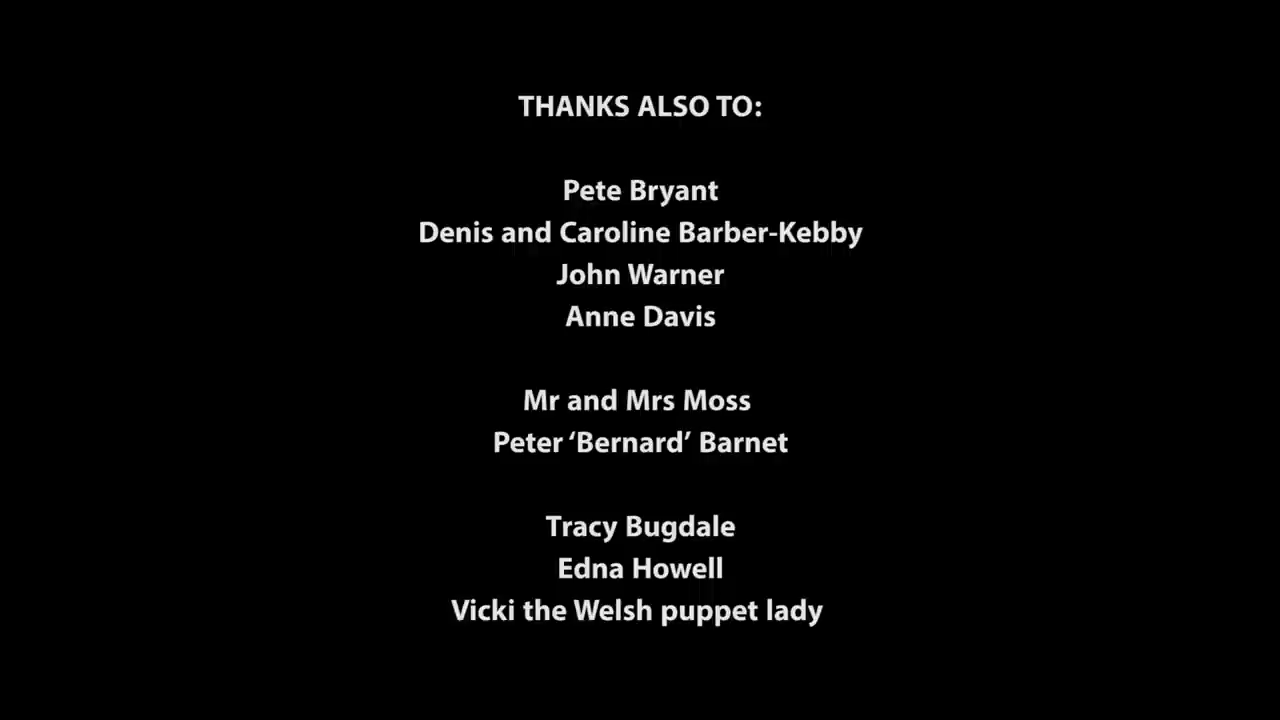 THANKS ALSO TO:
Pete Bryant
Denis and Caroline Barber-Kebby
John Warner
Anne Davis
Mr and Mrs Moss
Peter ‘Bernard’ Barnet
Tracy Bugdale
Edna Howell
Vicki the Welsh puppet lady